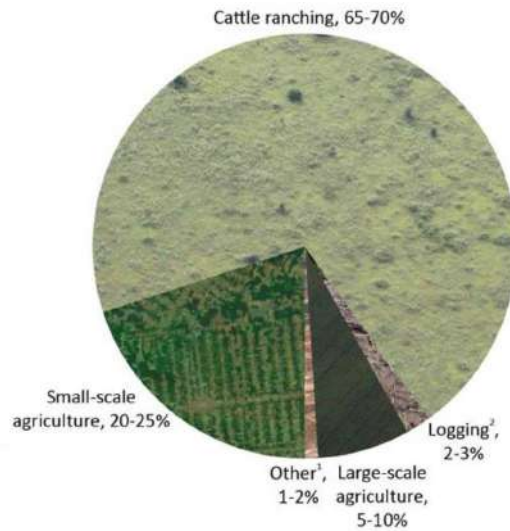 Cattle ranching, 65-70%
Small-scale
agriculture, 20-25%
Other¹,
1-2%
Large-scale
agriculture,
5-10%
Logging²,
2-3%